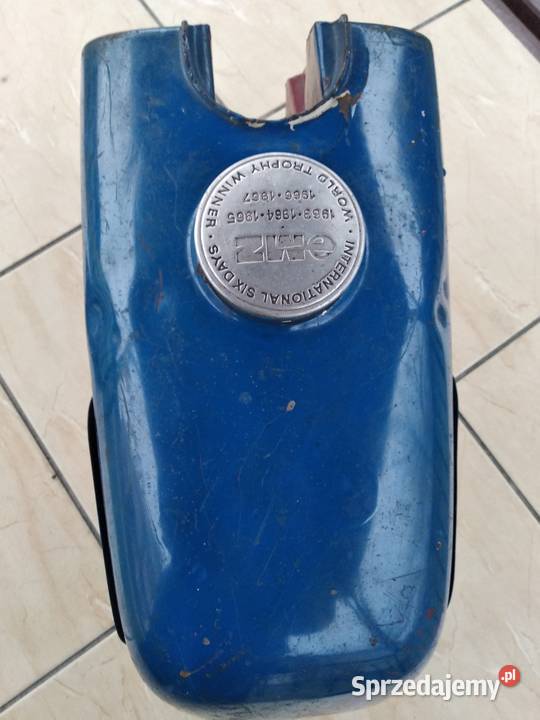 INTERNATIONAL SIX DAYS • WORLD TROPHY WINNER •
MZ
1963 • 1964 • 1965
1966 • 1967
Sprzedajemy.pl